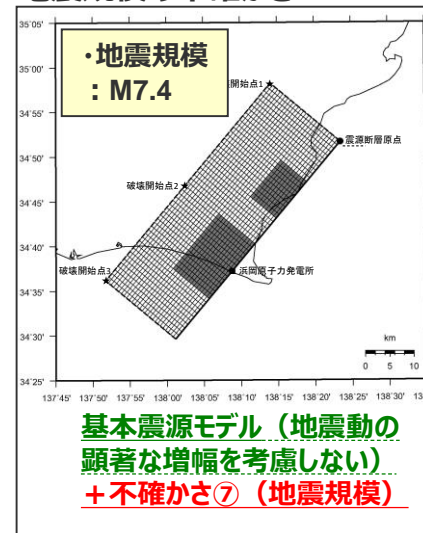 ・地震規模
：M7.4
開始点1
震源断層原点
破壊開始点2
破壊開始点3
浜岡原子力発電所
35˚05'
35˚00'
34˚55'
34˚50'
34˚45'
34˚40'
34˚35'
34˚30'
34˚25'
km
0 5 10
137˚45' 137˚50' 137˚55' 138˚00' 138˚05' 138˚10' 138˚15' 138˚20' 138˚25' 138˚30'
基本震源モデル（地震動の
顕著な増幅を考慮しない）
＋不確かさ⑦（地震規模）